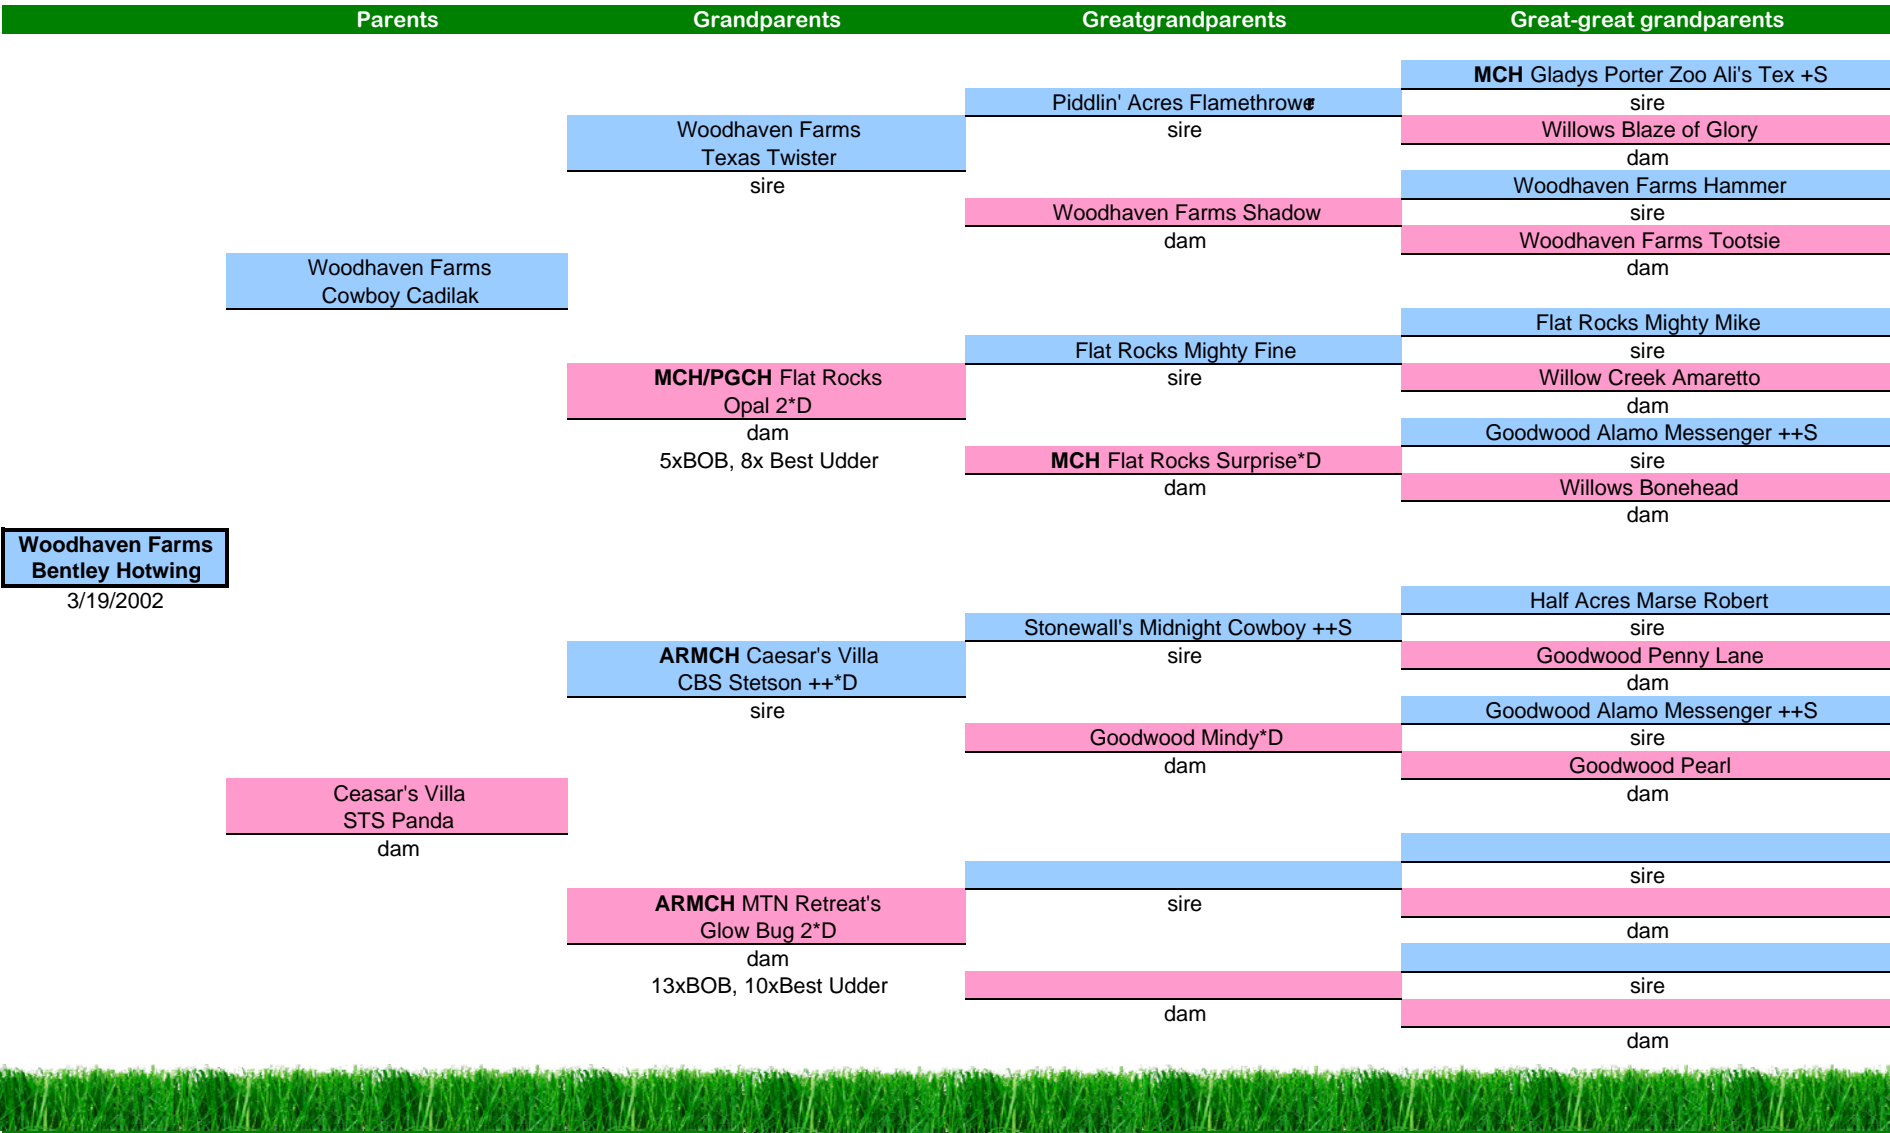 Parents Grandparents Greatgrandparents Great-great grandparents
MCH Gladys Porter Zoo Ali's Tex +S
Piddlin' Acres Flamethrower
sire
Woodhaven Farms
sire
Willows Blaze of Glory
Texas Twister
dam
sire
Woodhaven Farms Hammer
Woodhaven Farms Shadow
sire
dam
Woodhaven Farms Tootsie
Woodhaven Farms
dam
Cowboy Cadilak
Flat Rocks Mighty Mike
Flat Rocks Mighty Fine
sire
MCH/PGCH Flat Rocks
sire
Willow Creek Amaretto
Opal 2*D
dam
dam
Goodwood Alamo Messenger ++S
5xBOB, 8x Best Udder
MCH Flat Rocks Surprise*D
sire
dam
Willows Bonehead
dam
Woodhaven Farms
Bentley Hotwing
3/19/2002
Half Acres Marse Robert
Stonewall's Midnight Cowboy ++S
sire
ARMCH Caesar's Villa
sire
Goodwood Penny Lane
CBS Stetson ++*D
dam
sire
Goodwood Alamo Messenger ++S
Goodwood Mindy*D
sire
dam
Goodwood Pearl
Ceasar's Villa
dam
STS Panda
dam
sire
ARMCH MTN Retreat's
sire
Glow Bug 2*D
dam
dam
13xBOB, 10xBest Udder
sire
dam
dam